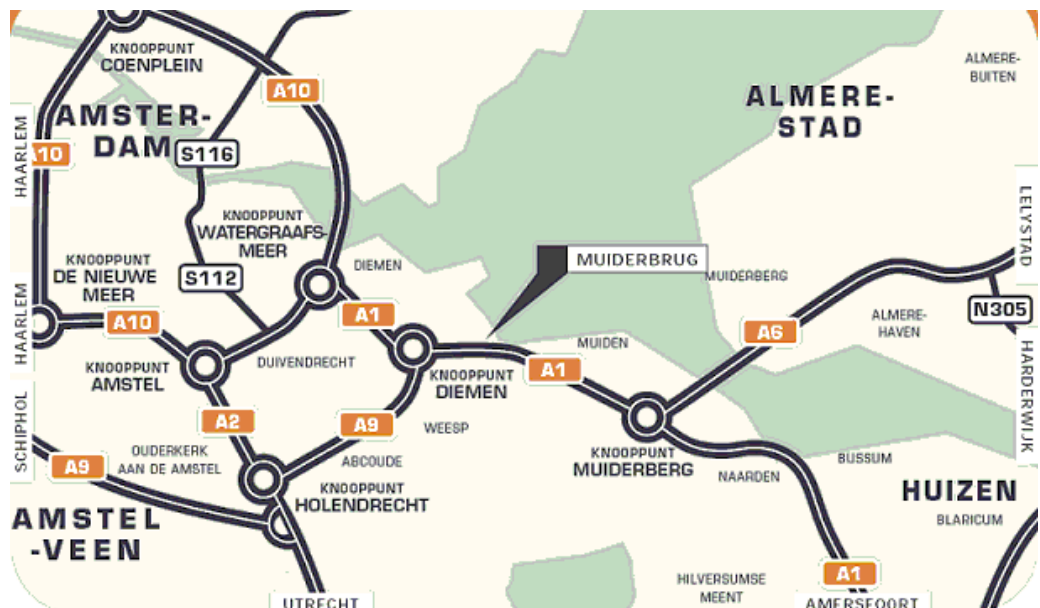 KNOOPPUNT
COENPLEIN
A10
ALMERE-
BUITEN
ALMERE-
STAD
AMSTER-
DAM
HAARLEM
A10
S116
LELYSTAD
KNOOPPUNT
WATERGRAAFS-
MEER
DIEMEN
MUIDERBRUG
MUIDERBERG
KNOOPPUNT
DE NIEUWE
MEER
S112
HAARLEM
A10
A1
N305
ALMERE-
HAVEN
A6
MUIDEN
HARDERWIJK
DUIVENDRECHT
KNOOPPUNT
AMSTEL
KNOOPPUNT
DIEMEN
A1
A2
A9
WEESP
SCHIPHOL
OUDERKERK
AAN DE AMSTEL
ABCOUDE
A9
KNOOPPUNT
MUIDERBERG
BUSSUM
NAARDEN
KNOOPPUNT
HOLENDRECHT
HUIZEN
BLARICUM
AMSTEL
-VEEN
A1
HILVERSUMSE
MEENT
UTRECHT
AMERSFOORT